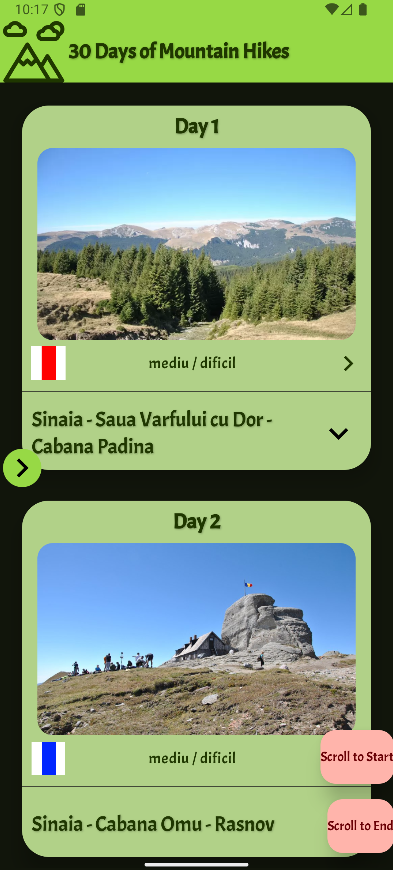 10:17
30 Days of Mountain Hikes
Day 1
mediu / dificil
Sinaia - Saua Varfului cu Dor -
Cabana Padina
Day 2
mediu / dificil
Scroll to Start
Sinaia - Cabana Omu - Rasnov
Scroll to End